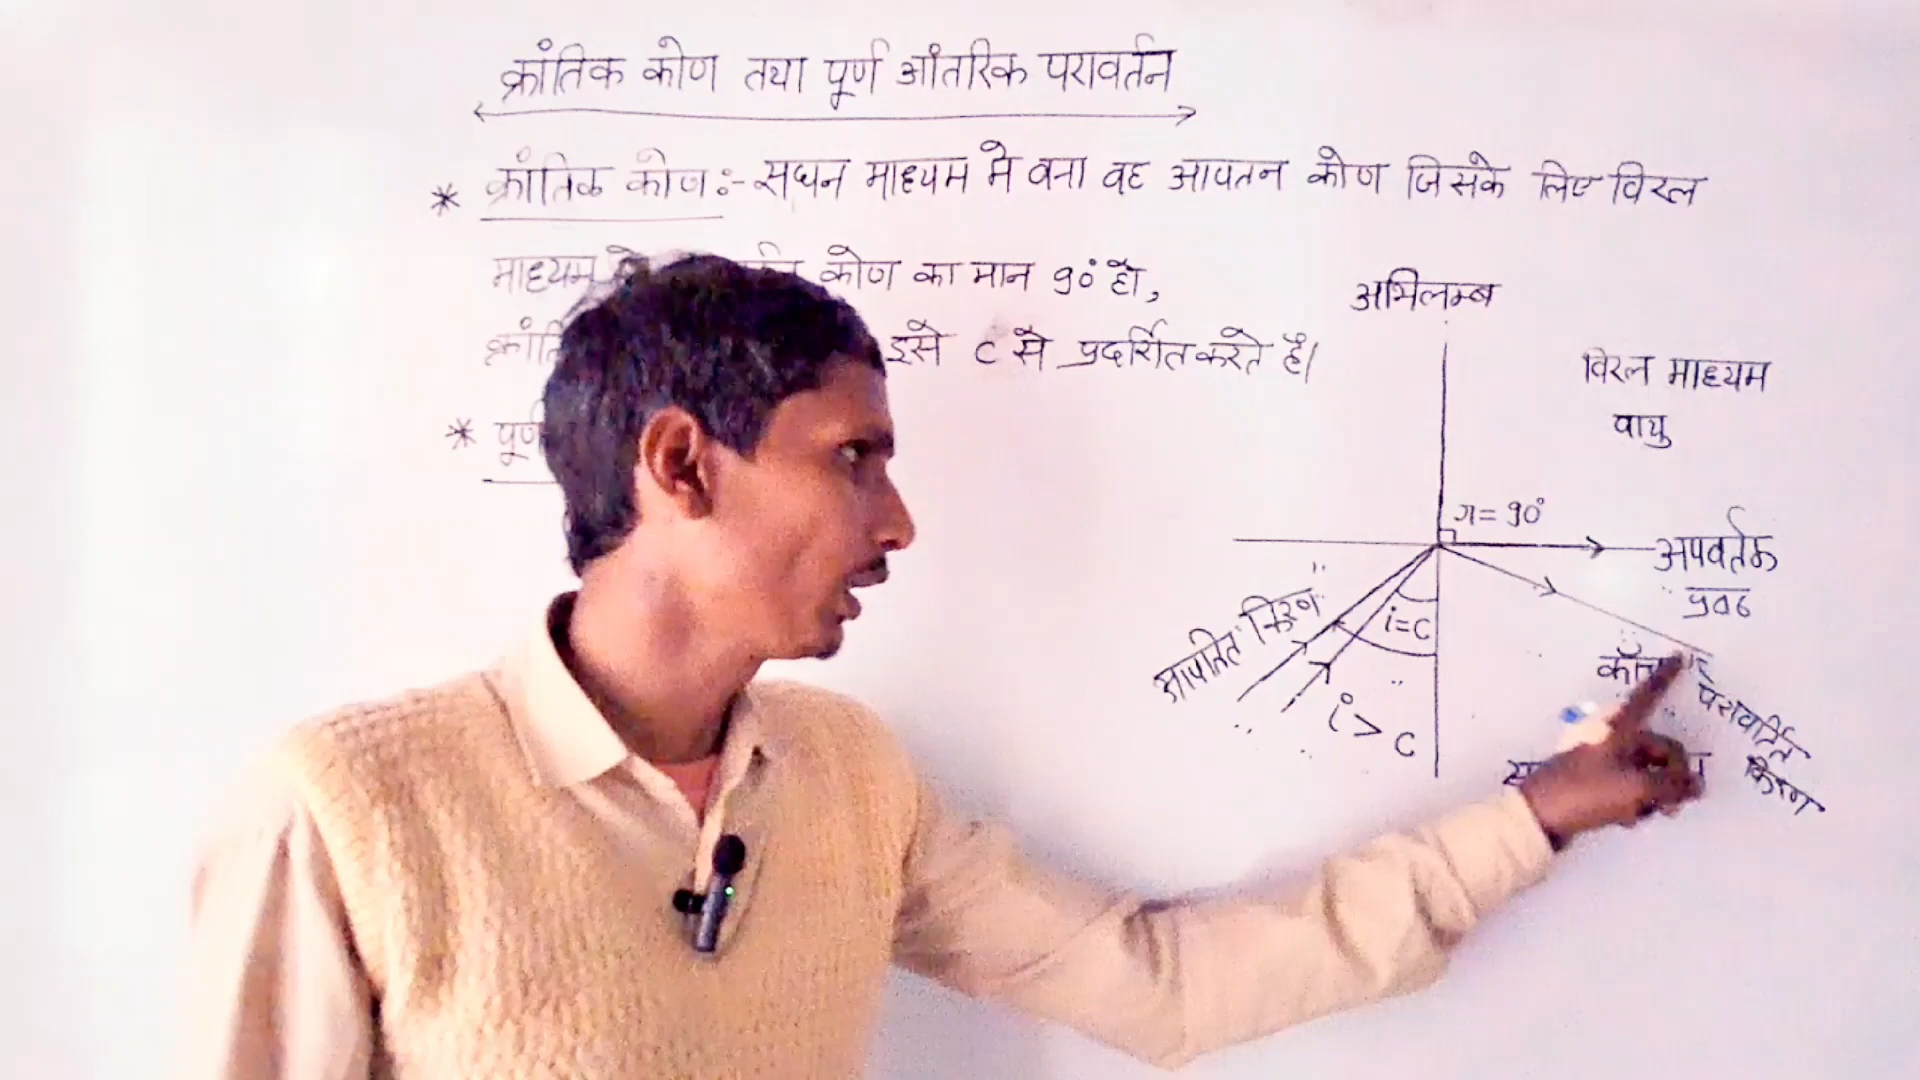 क्रांतिक कोण तथा पूर्ण आंतरिक परावर्तन
* क्रांतिक कोण :- सघन माध्यम मे बना वह आपतन कोण जिसके लिए विरल
माध्यम कोण का मान 90° हो,
इसे C से प्रदर्शित करते हैं।
* पूर्ण
अभिलम्ब
विरल माध्यम
वायु
r = 90°
अपवर्तक
पृष्ठ
आपतित किरण
i=C
i > C
परावर्तित
किरण